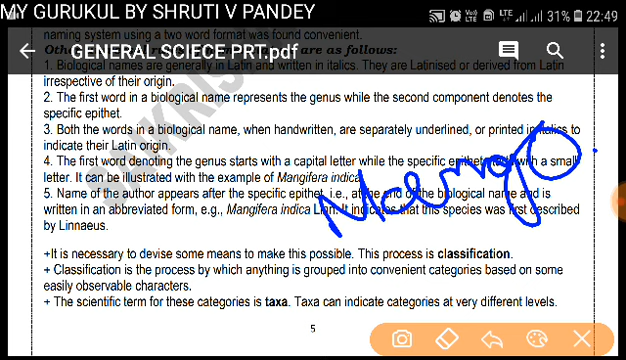 MY GURUKUL BY SHRUTI V PANDEY
LTE 31% 22:49
naming system using a two word format was found convenient.
GENERAL SCIECE PRT.pdf
are as follows:
1. Biological names are generally in Latin and written in italics. They are Latinised or derived from Latin
irrespective of their origin.
2. The first word in a biological name represents the genus while the second component denotes the
specific epithet.
3. Both the words in a biological name, when handwritten, are separately underlined, or printed in italics to
indicate their Latin origin.
4. The first word denoting the genus starts with a capital letter while the specific epithet with a small
letter. It can be illustrated with the example of Mangifera indica
5. Name of the author appears after the specific epithet, i.e., at the end of the biological name and is
written in an abbreviated form, e.g., Mangifera indica Linn. It indicates that this species was first described
by Linnaeus.
+It is necessary to devise some means to make this possible. This process is classification.
+ Classification is the process by which anything is grouped into convenient categories based on some
easily observable characters.
+ The scientific term for these categories is taxa. Taxa can indicate categories at very different levels.
5